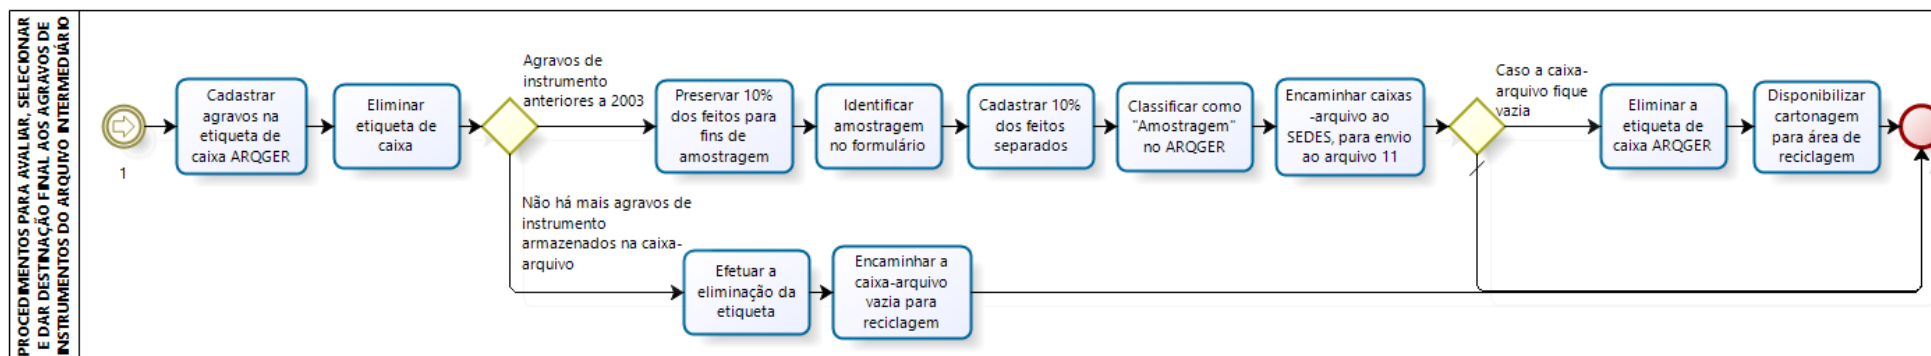 PROCEDIMENTOS PARA AVALIAR, SELECIONAR
E DAR DESTINAÇÃO FINAL AOS AGRAVOS DE
INSTRUMENTOS DO ARQUIVO INTERMEDIÁRIO
1
Cadastrar
agravos na
etiqueta de
caixa ARQGER
Eliminar
etiqueta de
caixa
Agravos de
instrumento
anteriores a 2003
Preservar 10%
dos feitos para
fins de
amostragem
Identificar
amostragem
no formulário
Cadastrar 10%
dos feitos
separados
Classificar como
"Amostragem"
no ARQGER
Encaminhar caixas
-arquivo ao
SEDES, para envio
ao arquivo 11
Caso a caixa-
arquivo fique
vazia
Eliminar a
etiqueta de
caixa ARQGER
Disponibilizar
cartonagem
para área de
reciclagem
Não há mais agravos de
instrumento
armazenados na caixa-
arquivo
Efetuar a
eliminação da
etiqueta
Encaminhar a
caixa-arquivo
vazia para
reciclagem